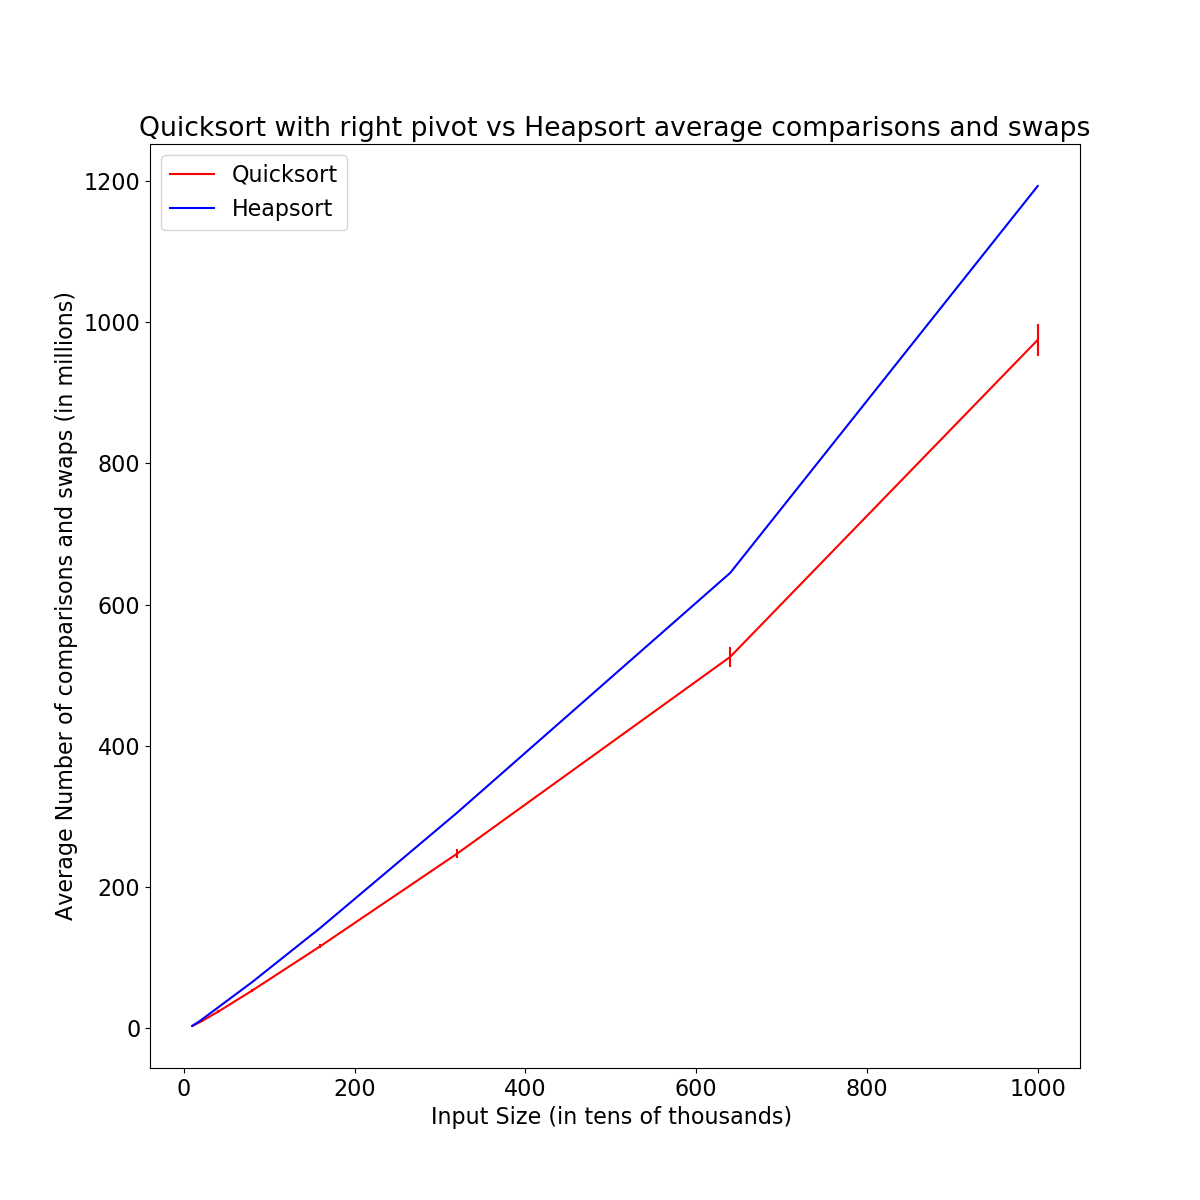 Quicksort with right pivot vs Heapsort average comparisons and swaps
Quicksort
Heapsort
1200
1000
800
600
400
200
0
Average Number of comparisons and swaps (in millions)
0
200
400
600
800
1000
Input Size (in tens of thousands)